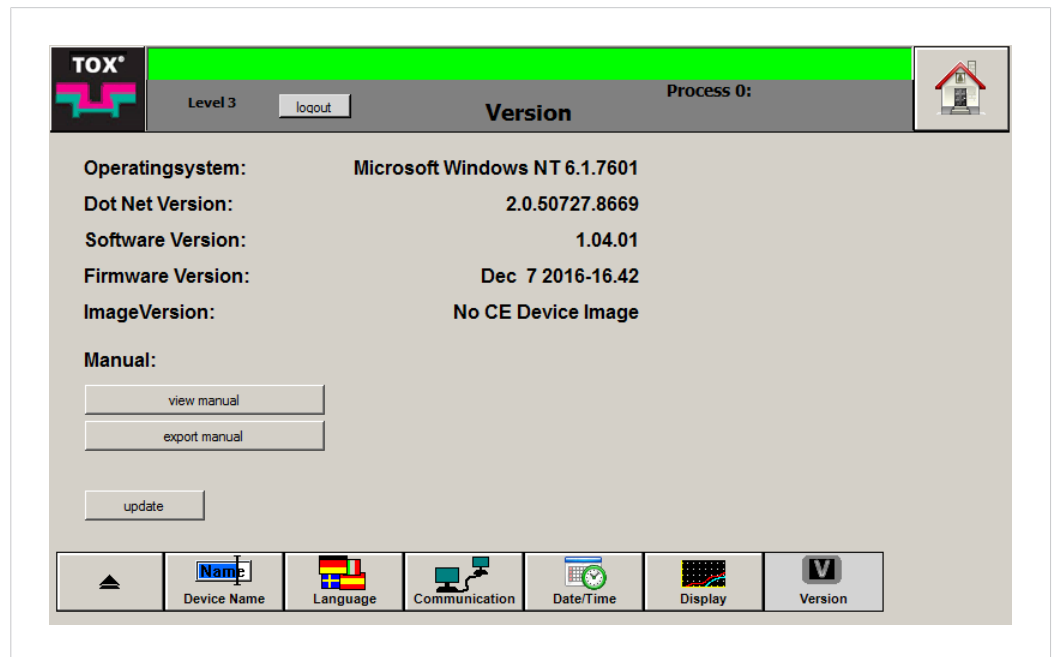 TOX®
Level 3
logout
Version
Process 0:
Operatingsystem: Microsoft Windows NT 6.1.7601
Dot Net Version: 2.0.50727.8669
Software Version: 1.04.01
Firmware Version: Dec  7 2016-16.42
ImageVersion: No CE Device Image
Manual:
view manual
export manual
update
Name
Device Name
Language
Communication
Date/Time
Display
V
Version